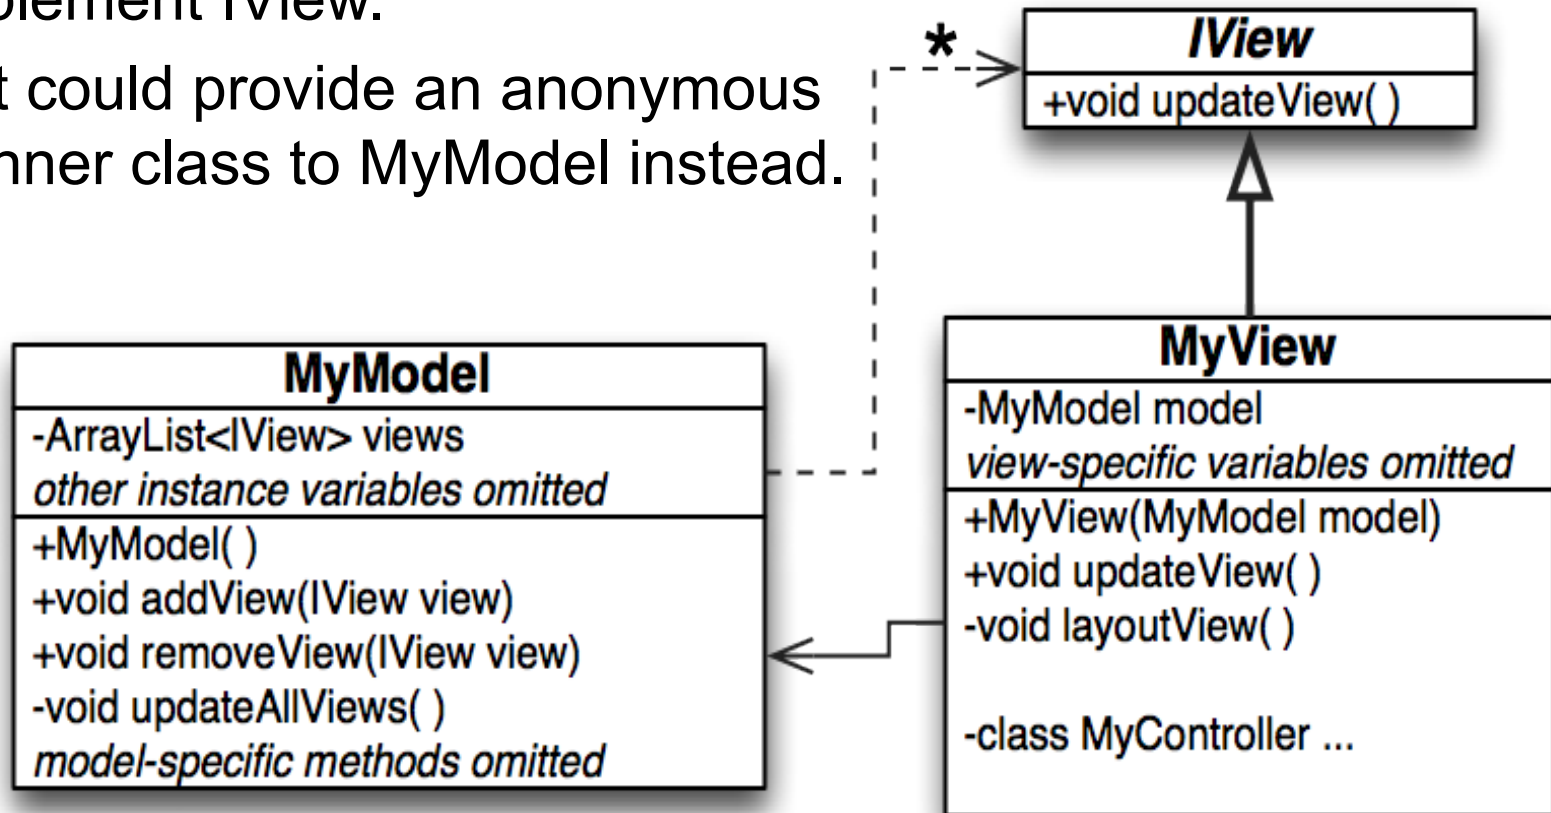 plement IView.
t could provide an anonymous
nner class to MyModel instead.
*
IView
+void updateView( )
MyModel
-ArrayList<IView> views
other instance variables omitted
+MyModel( )
+void addView(IView view)
+void removeView(IView view)
-void updateAllViews( )
model-specific methods omitted
MyView
-MyModel model
view-specific variables omitted
+MyView(MyModel model)
+void updateView( )
-void layoutView( )
-class MyController ...